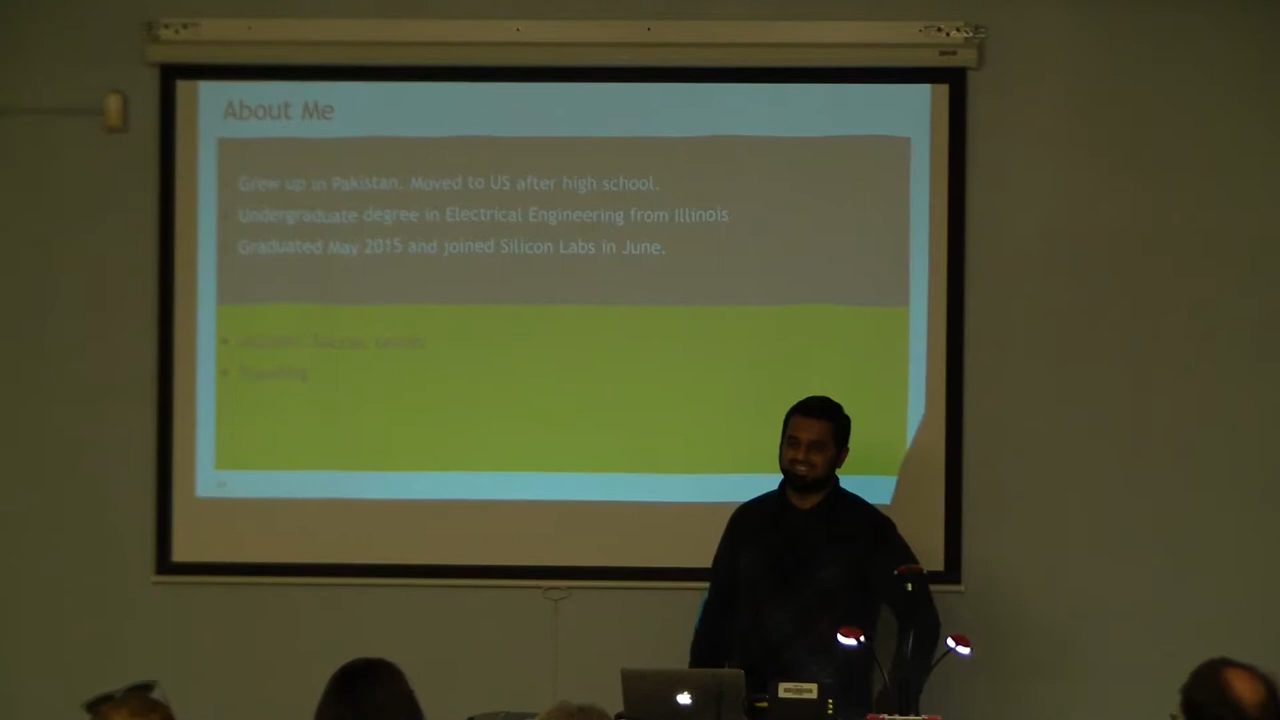 About Me
Grew up in Pakistan. Moved to US after high school.
Undergraduate degree in Electrical Engineering from Illinois
Graduated May 2015 and joined Silicon Labs in June.